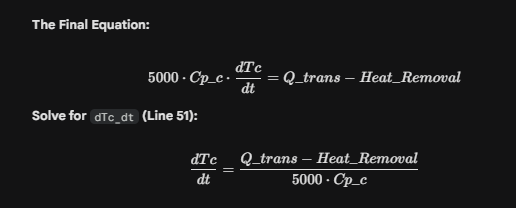 The Final Equation:
5000 · Cp_c · dTc/dt = Q_trans − Heat_Removal
Solve for dTc_dt (Line 51):
dTc/dt = Q_trans − Heat_Removal / 5000 · Cp_c